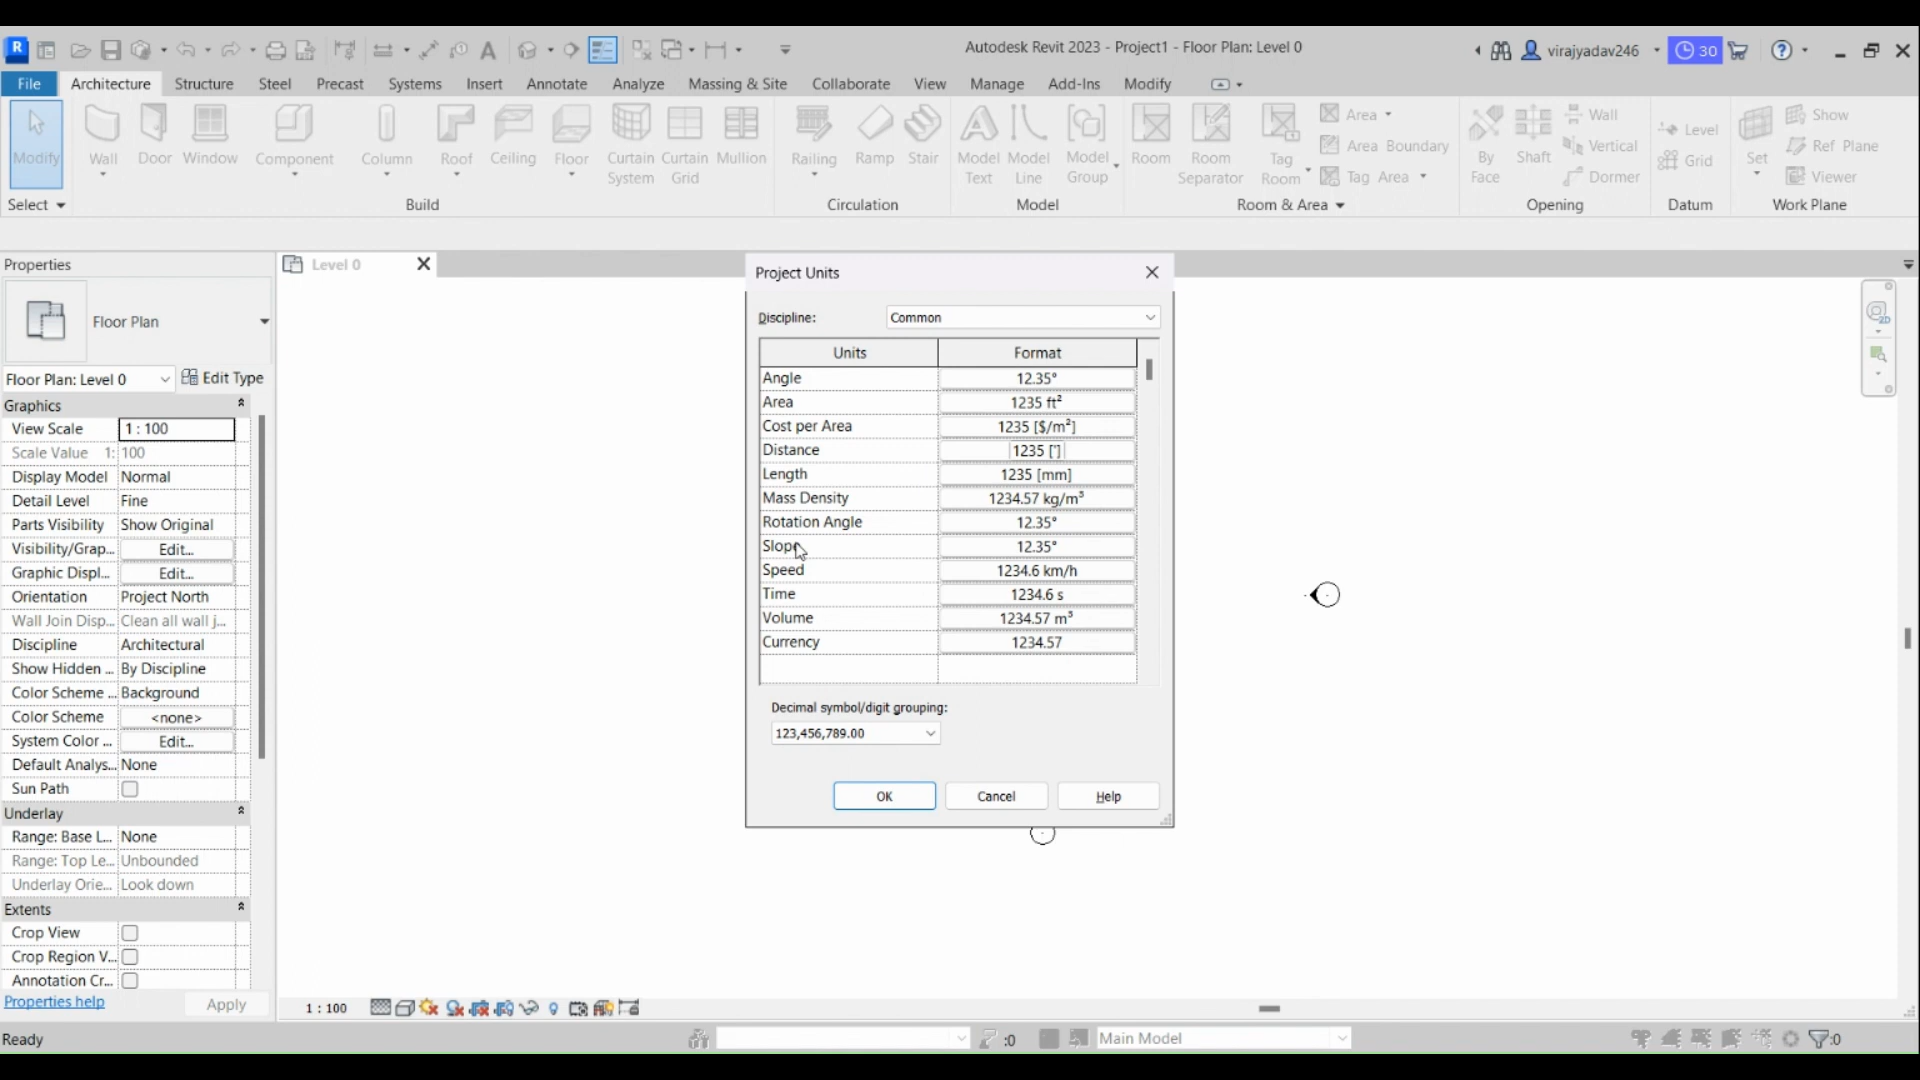 R
Autodesk Revit 2023 - Project1 - Floor Plan: Level 0
virajyadav246
30
File
Architecture
Structure
Steel
Precast
Systems
Insert
Annotate
Analyze
Massing & Site
Collaborate
View
Manage
Add-Ins
Modify
Modify
Wall
Door
Window
Component
Column
Roof
Ceiling
Floor
Curtain System
Curtain Grid
Mullion
Railing
Ramp
Stair
Model Text
Model Line
Model Group
Room
Room Separator
Tag Room
Area
Area Boundary
Tag Area
By Face
Shaft
Wall
Vertical
Dormer
Level
Grid
Set
Show
Ref Plane
Viewer
Select
Build
Circulation
Model
Room & Area
Opening
Datum
Work Plane
Properties
Level 0
Floor Plan
Floor Plan: Level 0
Edit Type
Graphics
View Scale 1 : 100
Scale Value 1: 100
Display Model Normal
Detail Level Fine
Parts Visibility Show Original
Visibility/Grap... Edit...
Graphic Displ... Edit...
Orientation Project North
Wall Join Disp... Clean all wall j...
Discipline Architectural
Show Hidden ... By Discipline
Color Scheme ... Background
Color Scheme <none>
System Color ... Edit...
Default Analys... None
Sun Path
Underlay
Range: Base L... None
Range: Top Le... Unbounded
Underlay Orie... Look down
Extents
Crop View
Crop Region V...
Annotation Cr...
Properties help
Apply
Project Units
Discipline: Common
Units Format
Angle 12.35°
Area 1235 ft²
Cost per Area 1235 [$/m²]
Distance 1235 [']
Length 1235 [mm]
Mass Density 1234.57 kg/m³
Rotation Angle 12.35°
Slope 12.35°
Speed 1234.6 km/h
Time 1234.6 s
Volume 1234.57 m³
Currency 1234.57
Decimal symbol/digit grouping:
123,456,789.00
OK
Cancel
Help
2D
1 : 100
Ready
:0
Main Model
:0